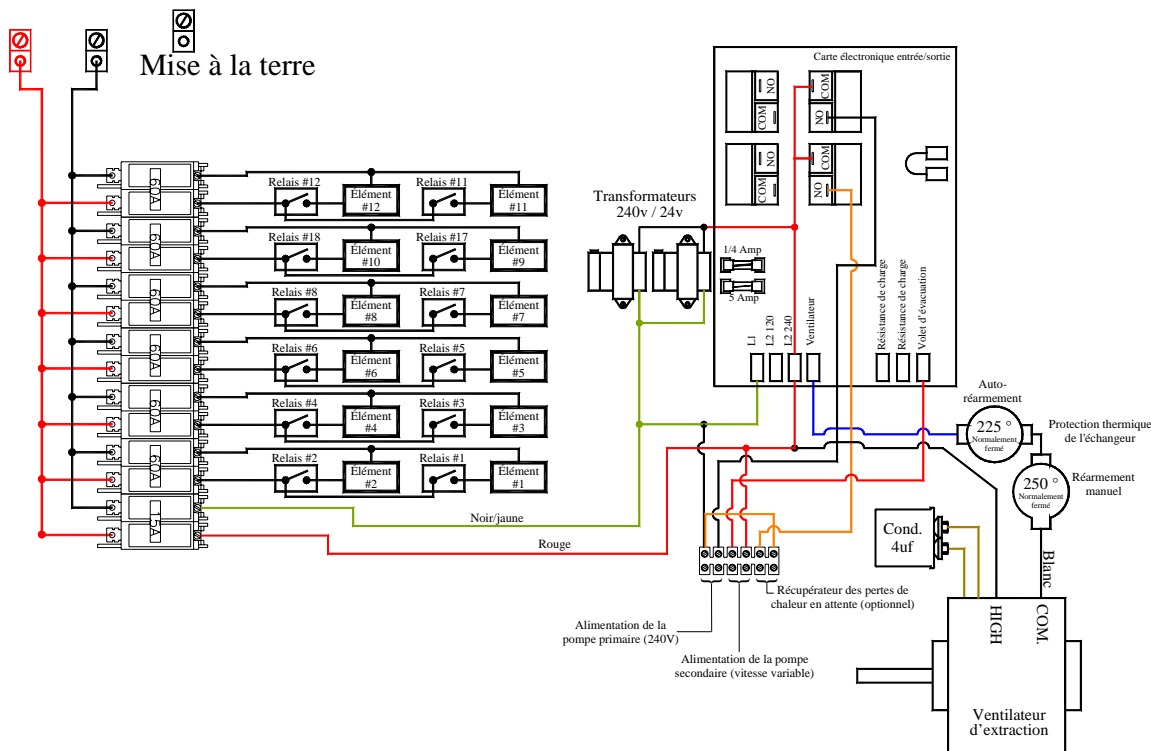 Mise à la terre
Carte électronique entrée/sortie
NO
COM
COM
NO
NO
COM
COM
NO
Transformateurs
240v / 24v
1/4 Amp
5 Amp
L1
L2 120
L2 240
Ventilateur
Résistance de charge
Résistance de charge
Volet d'évacuation
60A
60A
60A
60A
60A
60A
15A
Relais #12
Élément
#12
Relais #11
Élément
#11
Relais #18
Élément
#10
Relais #17
Élément
#9
Relais #8
Élément
#8
Relais #7
Élément
#7
Relais #6
Élément
#6
Relais #5
Élément
#5
Relais #4
Élément
#4
Relais #3
Élément
#3
Relais #2
Élément
#2
Relais #1
Élément
#1
Noir/jaune
Rouge
Auto-
réarmement
225 °
Normalement
fermé
Protection thermique
de l'échangeur
250 °
Normalement
fermé
Réarmement
manuel
Cond.
4uf
Blanc
HIGH
COM.
Récupérateur des pertes de
chaleur en attente (optionnel)
Alimentation de la
pompe primaire (240V)
Alimentation de la pompe
secondaire (vitesse variable)
Ventilateur
d'extraction